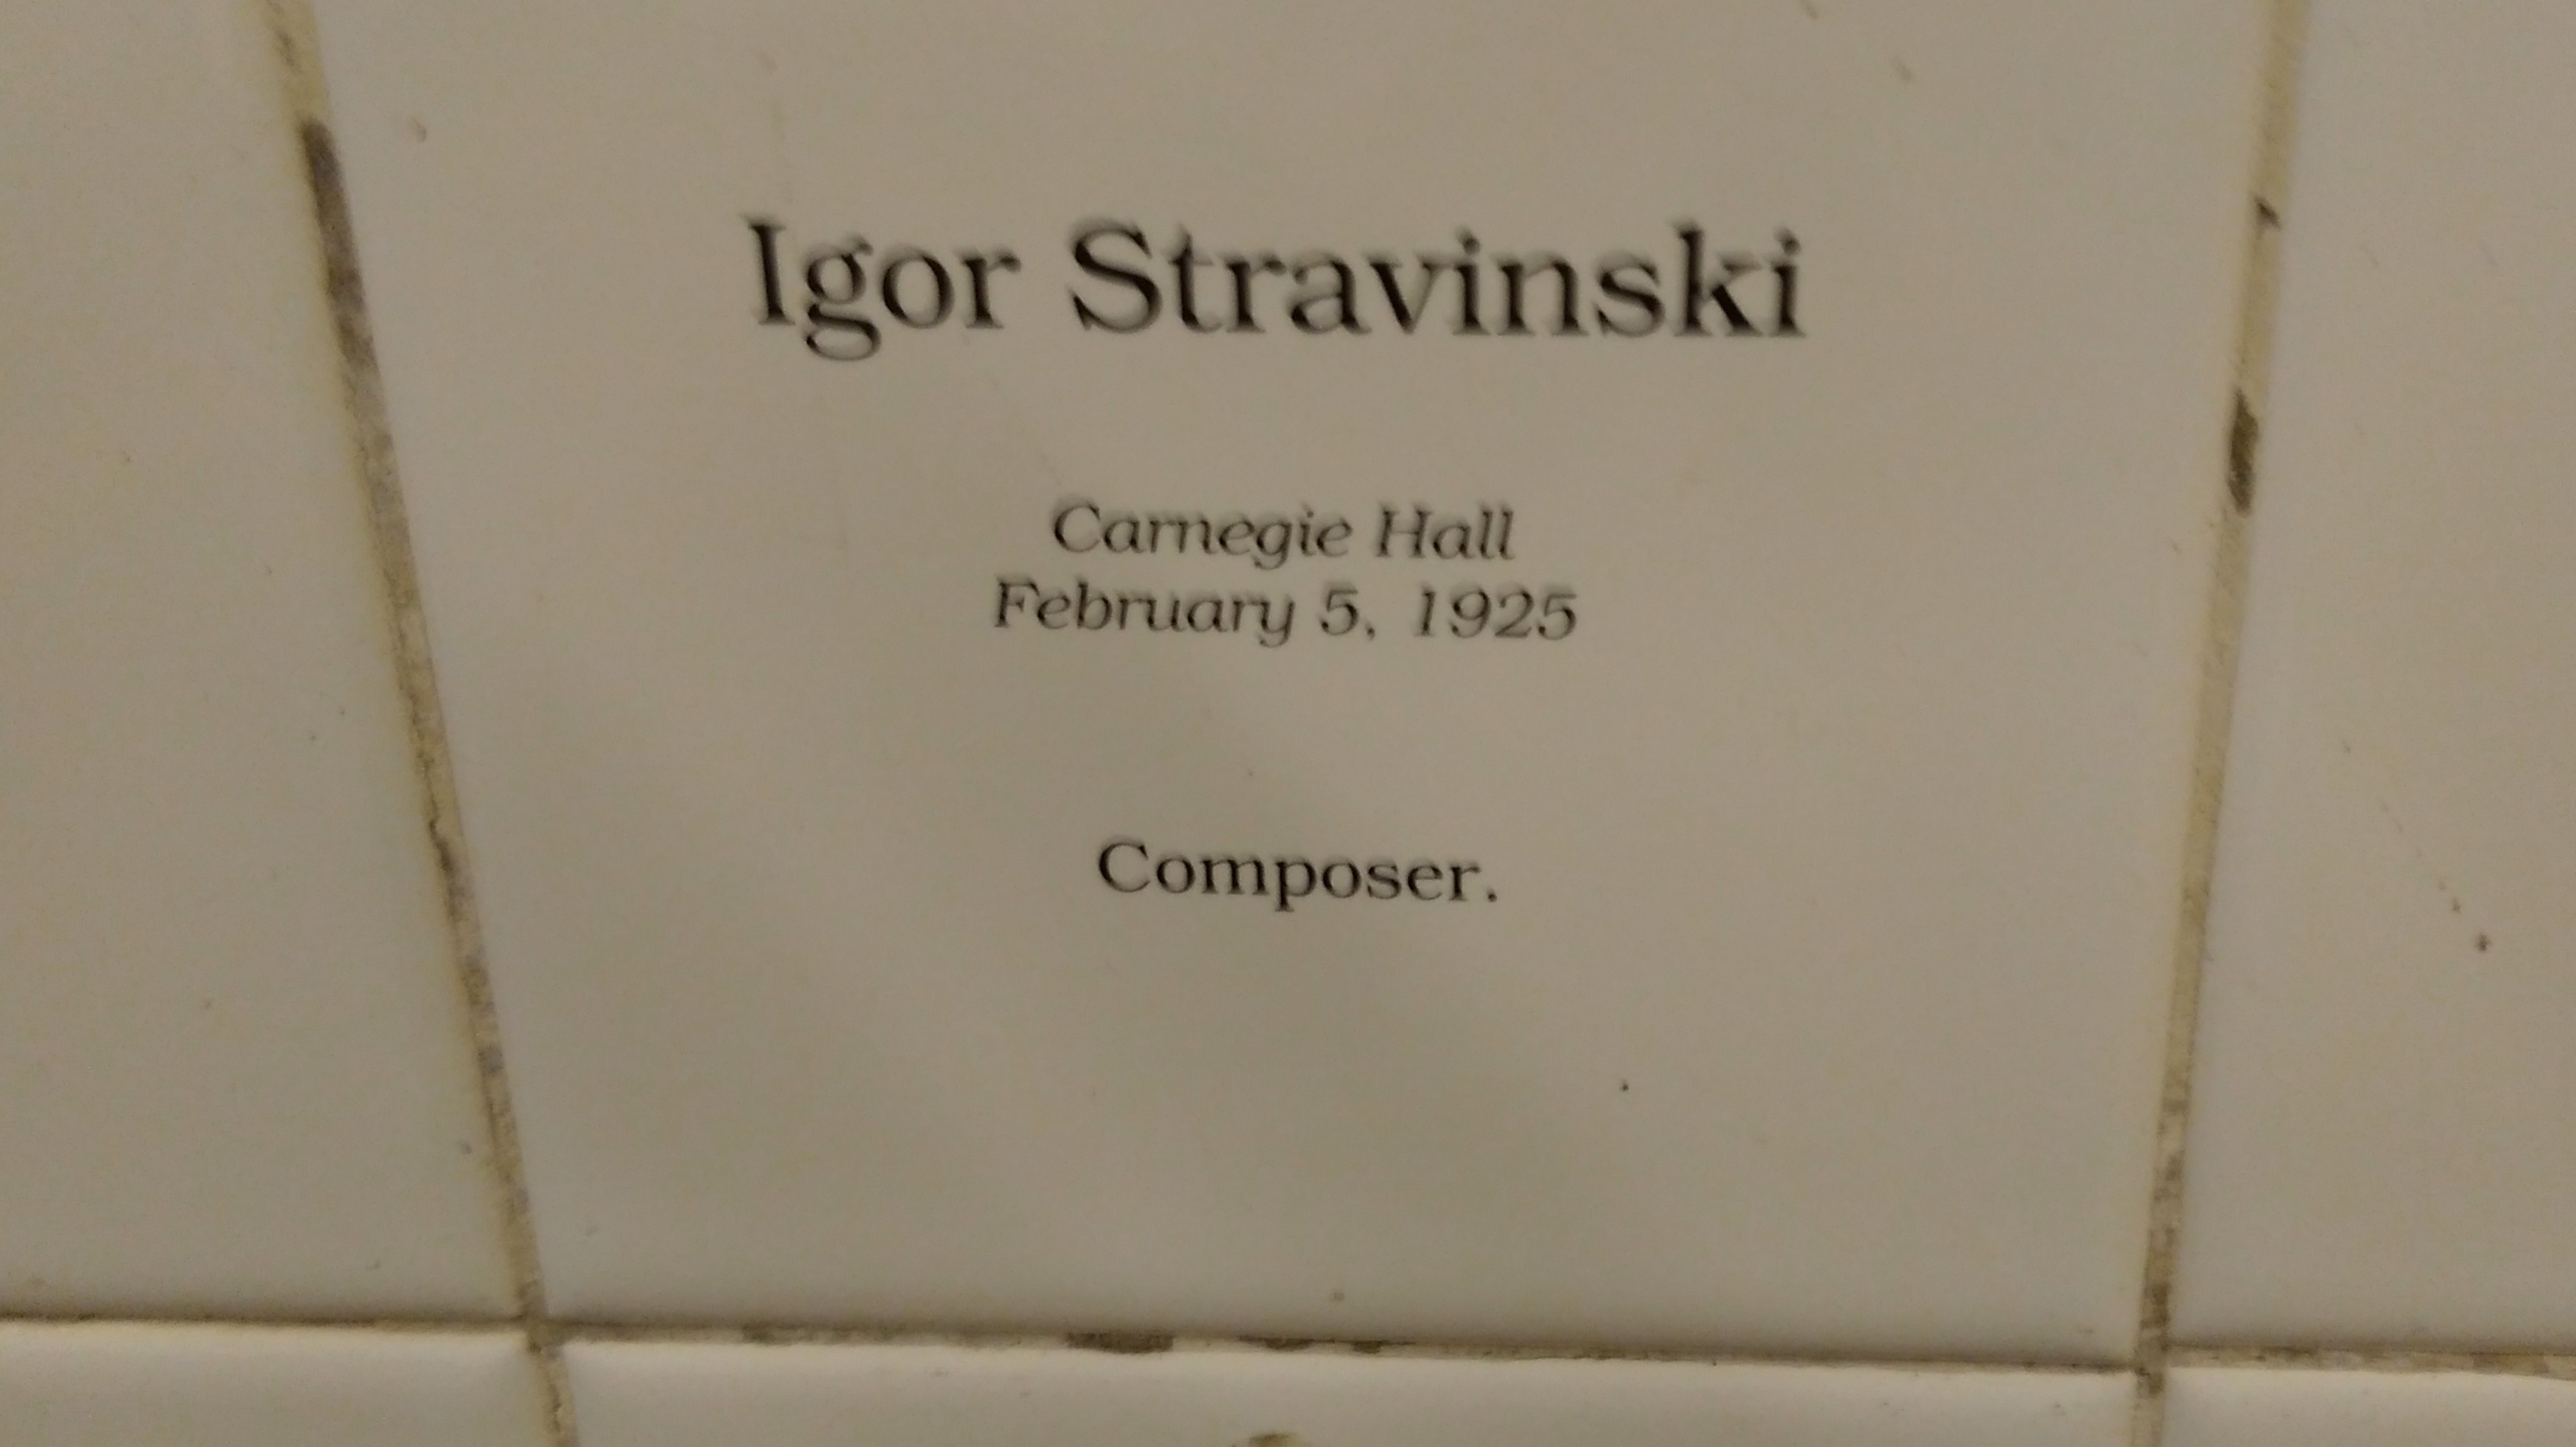 Igor Stravinski
Carnegie Hall
February 5, 1925
Composer.